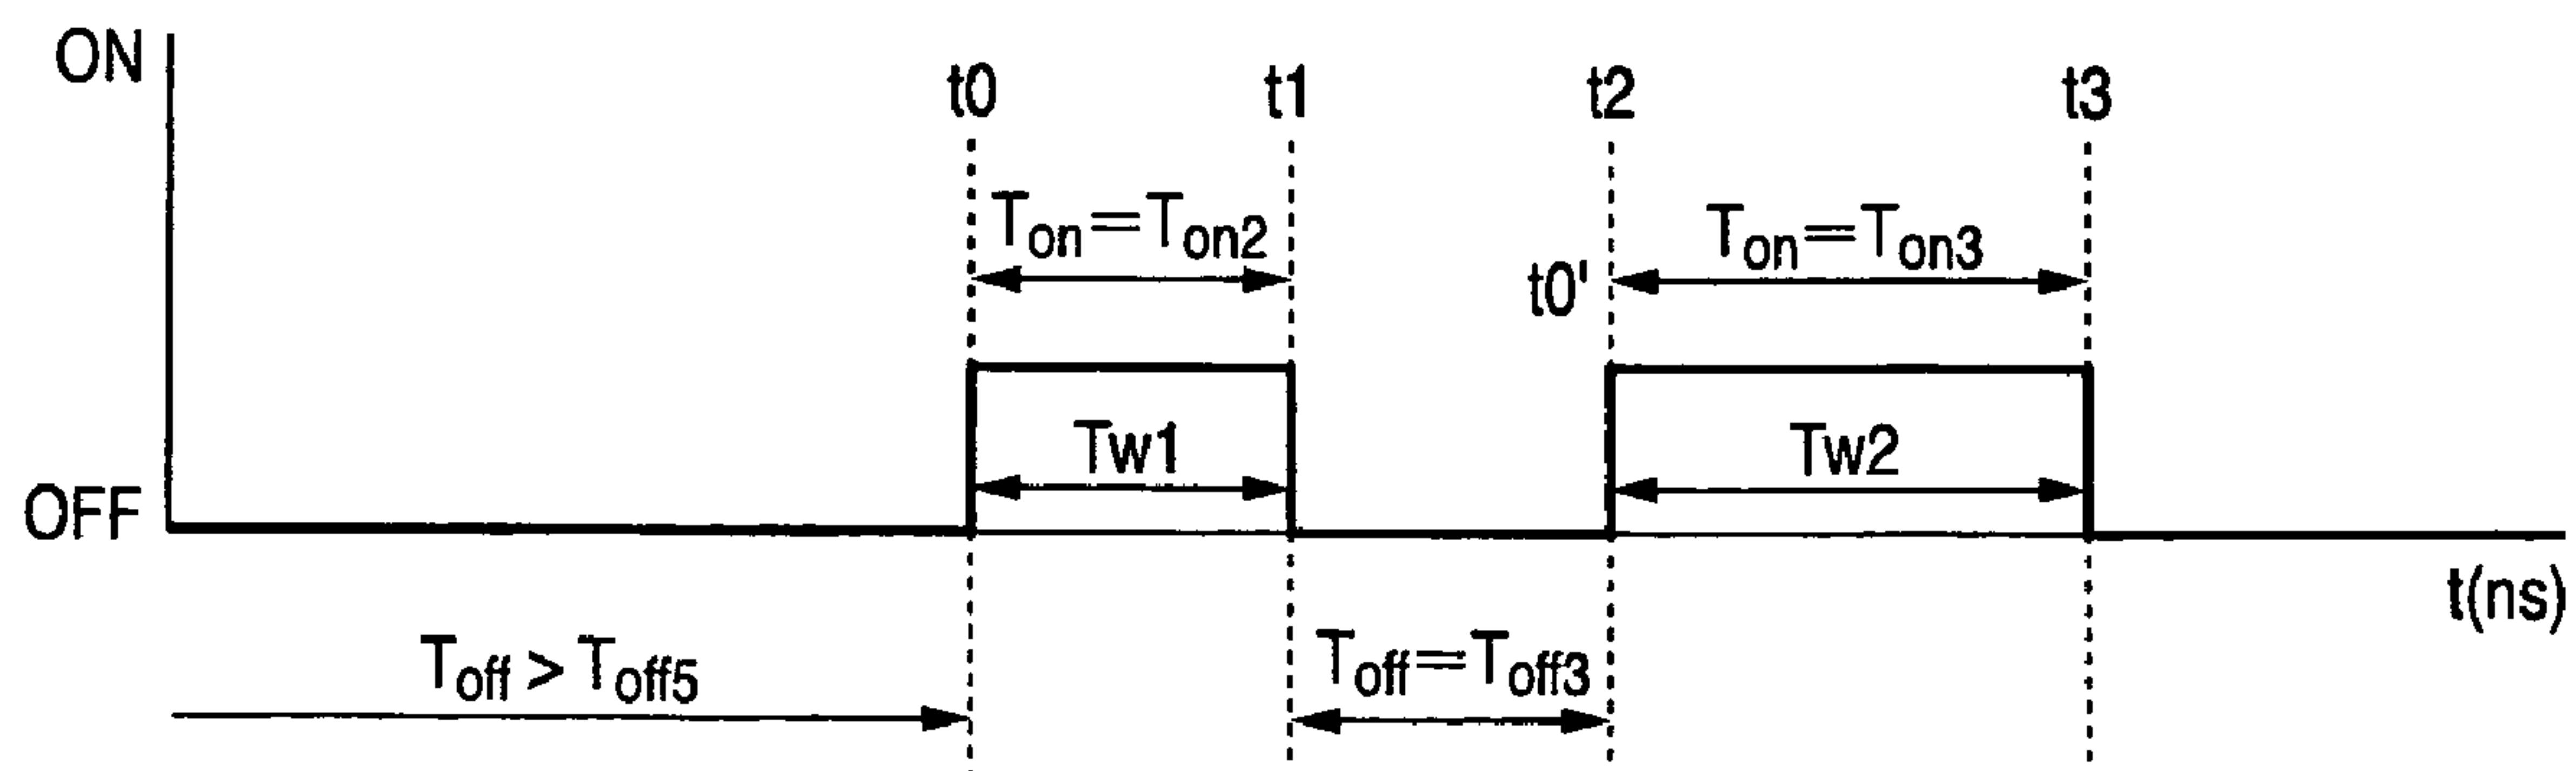 ON
t0 t1 t2 t3
Ton=Ton2 Ton=Ton3
t0'
Tw1 Tw2
OFF
t(ns)
Toff > Toff5 Toff=Toff3